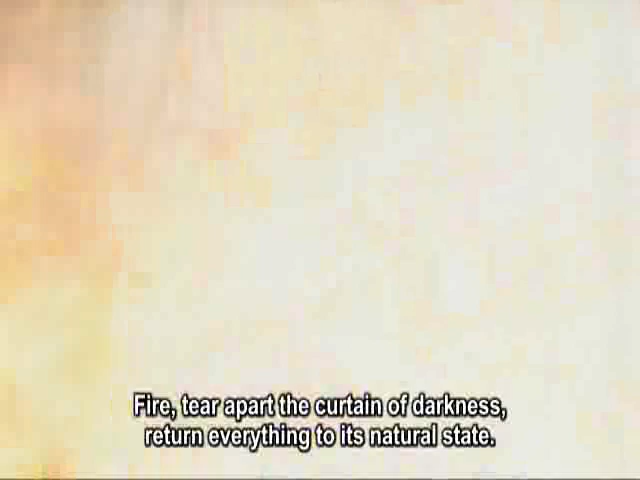 Fire, tear apart the curtain of darkness,
return everything to its natural state.